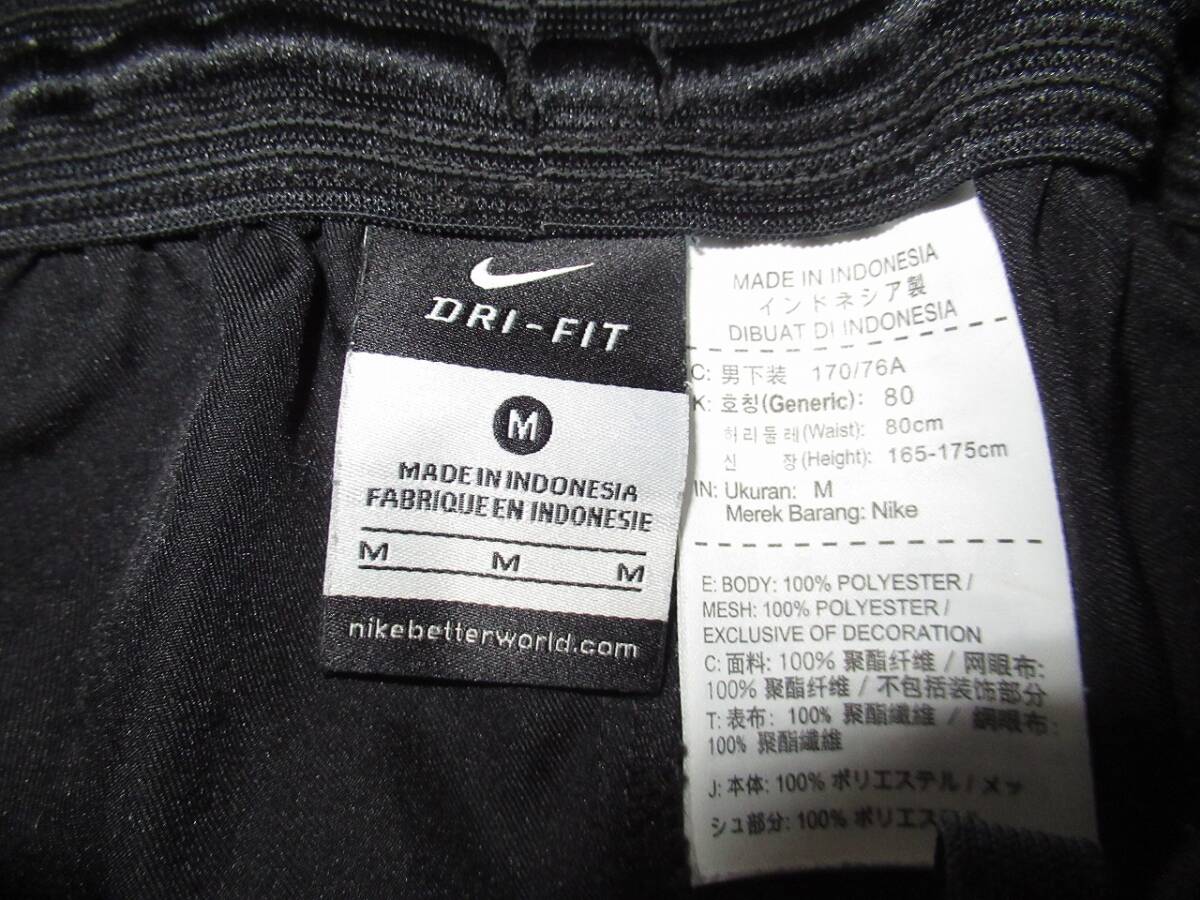 DRI-FIT
M
MADE IN INDONESIA
FABRIQUE EN INDONESIE
M M M
nikebetterworld.com
MADE IN INDONESIA
インドネシア製
DIBUAT DI INDONESIA
C: 男下装 170/76A
K: 호칭(Generic): 80
허리둘레(Waist): 80cm
신 장(Height): 165-175cm
IN: Ukuran: M
Merek Barang: Nike
E: BODY: 100% POLYESTER /
MESH: 100% POLYESTER /
EXCLUSIVE OF DECORATION
C: 面料: 100% 聚酯纤维 / 网眼布:
100% 聚酯纤维 / 不包括装饰部分
T: 表布: 100% 聚酯纖維 / 網眼布:
100% 聚酯纖維
J: 本体: 100% ポリエステル / メッ
シュ部分: 100% ポリエス